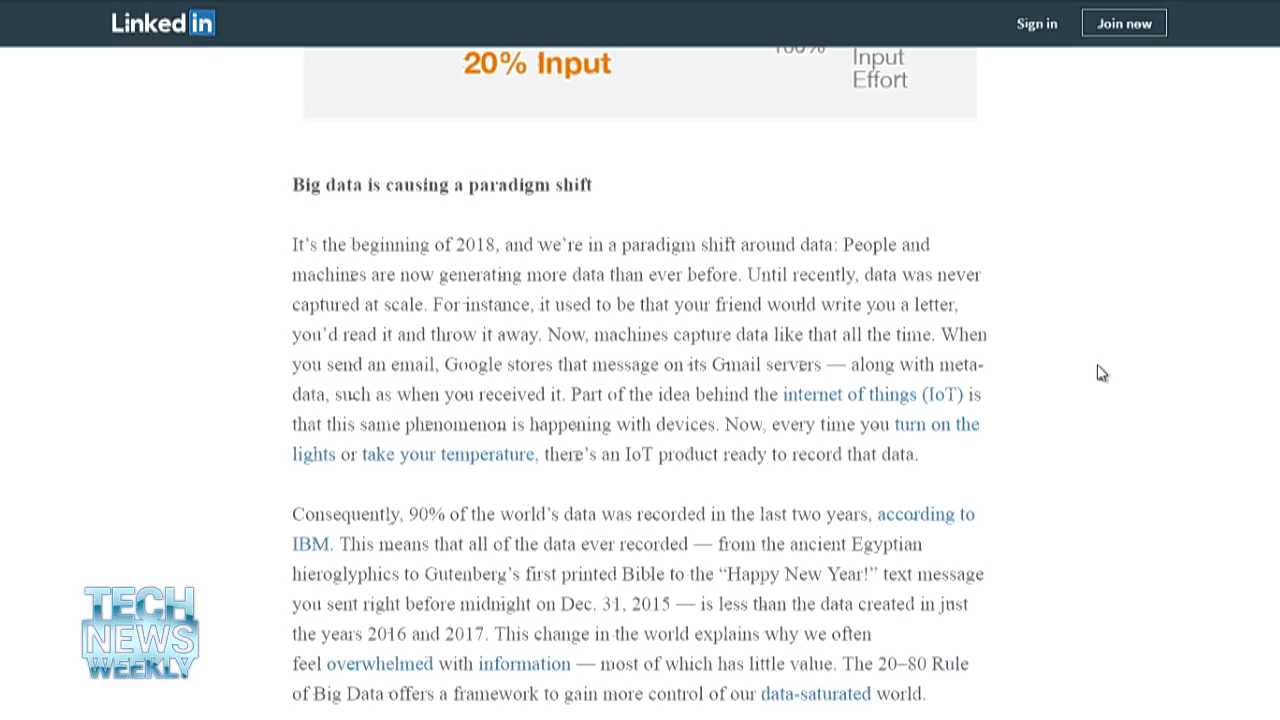 Linked in
Sign in
Join now
20% Input
100%
Input
Effort
Big data is causing a paradigm shift
It's the beginning of 2018, and we're in a paradigm shift around data: People and
machines are now generating more data than ever before. Until recently, data was never
captured at scale. For instance, it used to be that your friend would write you a letter,
you'd read it and throw it away. Now, machines capture data like that all the time. When
you send an email, Google stores that message on its Gmail servers — along with meta-
data, such as when you received it. Part of the idea behind the internet of things (IoT) is
that this same phenomenon is happening with devices. Now, every time you turn on the
lights or take your temperature, there's an IoT product ready to record that data.
Consequently, 90% of the world's data was recorded in the last two years, according to
IBM. This means that all of the data ever recorded — from the ancient Egyptian
hieroglyphics to Gutenberg's first printed Bible to the “Happy New Year!” text message
you sent right before midnight on Dec. 31, 2015 — is less than the data created in just
the years 2016 and 2017. This change in the world explains why we often
feel overwhelmed with information — most of which has little value. The 20–80 Rule
of Big Data offers a framework to gain more control of our data-saturated world.
TECH
NEWS
WEEKLY